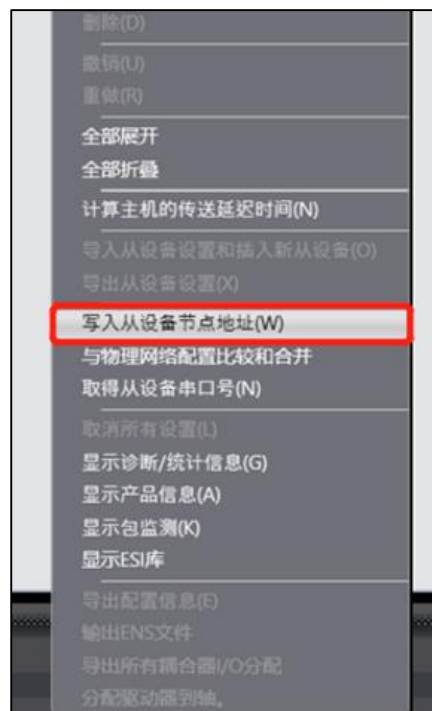 删除(D)
撤销(U)
重做(R)
全部展开
全部折叠
计算主机的传送延迟时间(N)
导入从设备设置和插入新从设备(O)
导出从设备设置(X)
写入从设备节点地址(W)
与物理网络配置比较和合并
取得从设备串口号(N)
取消所有设置(L)
显示诊断/统计信息(G)
显示产品信息(A)
显示包监测(K)
显示ESI库
导出配置信息(E)
输出ENS文件
导出所有耦合器I/O分配
分配驱动器到轴。